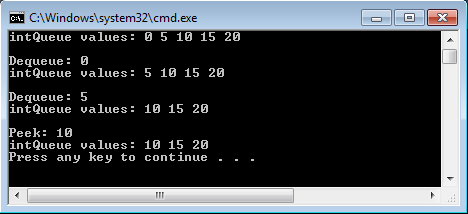 C:\Windows\system32\cmd.exe
intQueue values: 0 5 10 15 20
Dequeue: 0
intQueue values: 5 10 15 20
Dequeue: 5
intQueue values: 10 15 20
Peek: 10
intQueue values: 10 15 20
Press any key to continue . . .